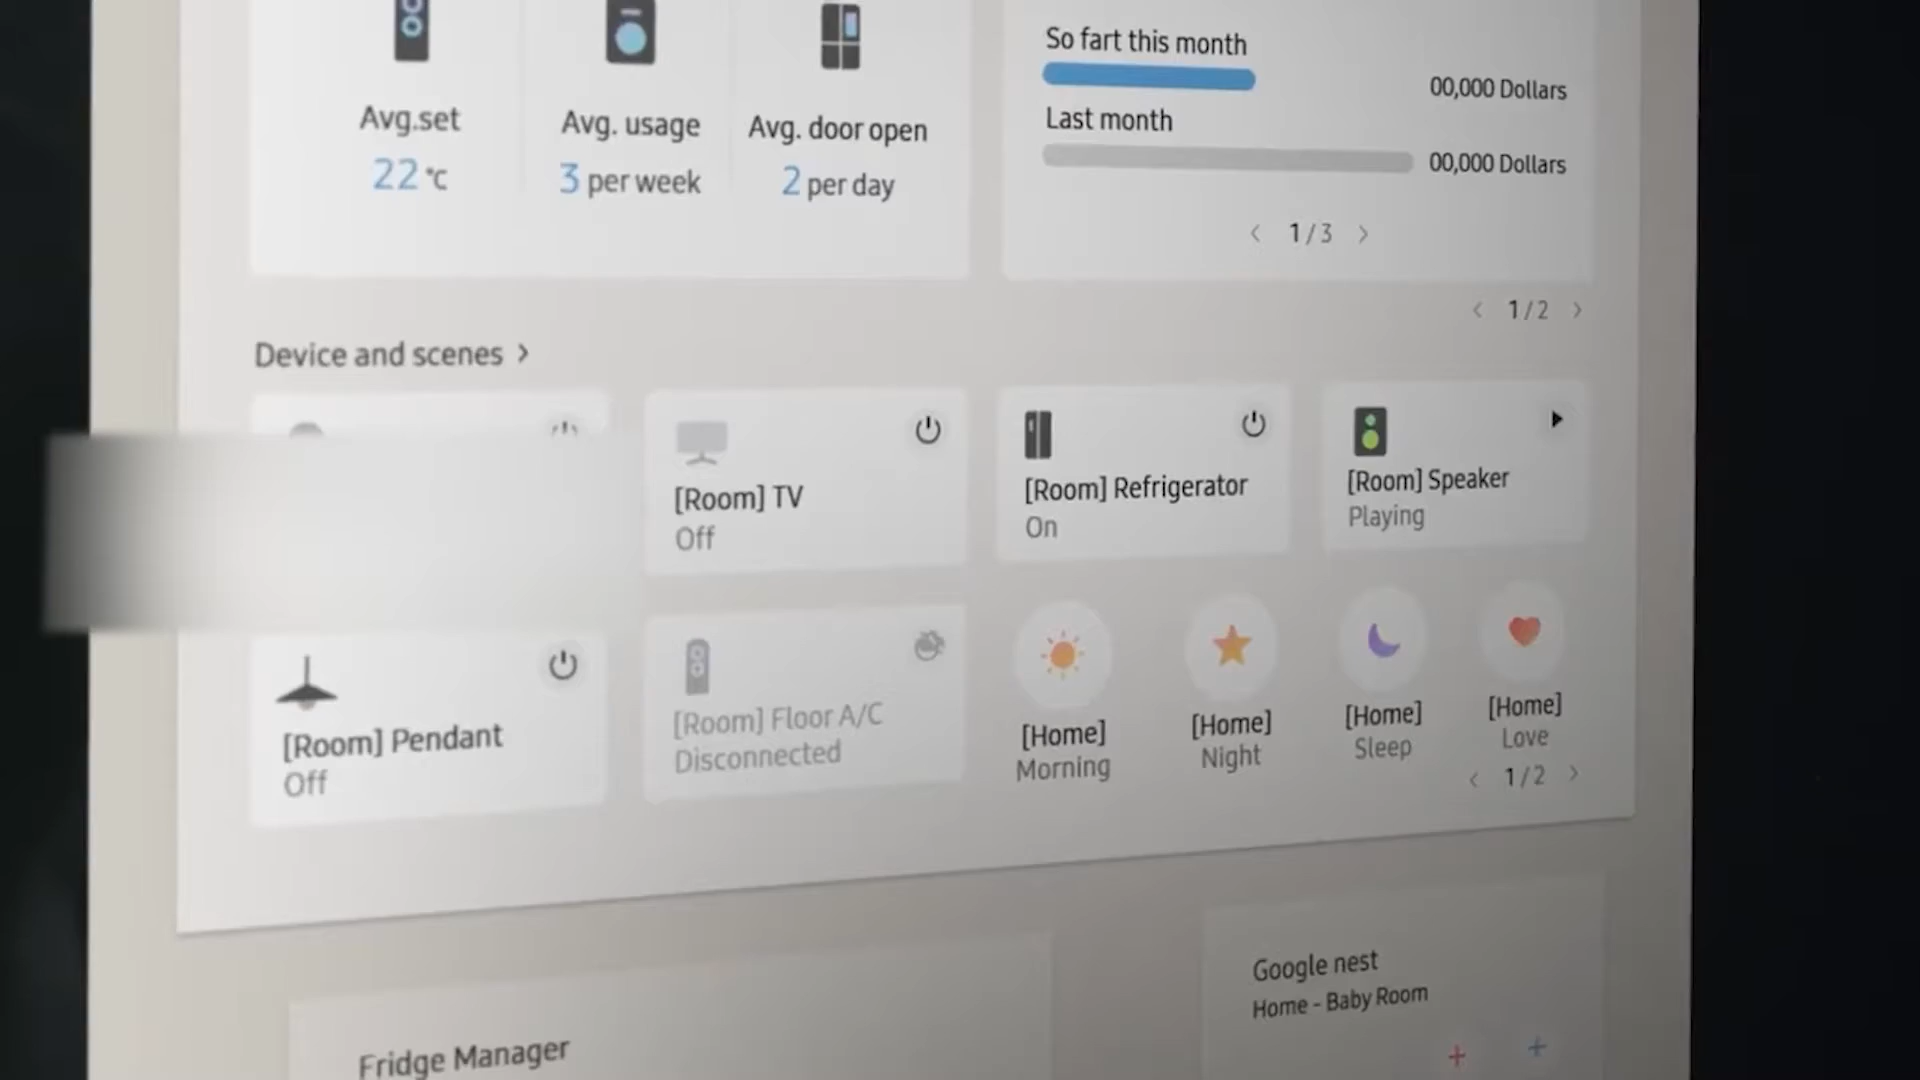 Avg.set
22 °C
Avg. usage
3 per week
Avg. door open
2 per day
So fart this month
00,000 Dollars
Last month
00,000 Dollars
< 1 / 3 >
< 1 / 2 >
Device and scenes >
[Room] TV
Off
[Room] Refrigerator
On
[Room] Speaker
Playing
[Room] Pendant
Off
[Room] Floor A/C
Disconnected
[Home]
Morning
[Home]
Night
[Home]
Sleep
[Home]
Love
< 1 / 2 >
Fridge Manager
Google nest
Home - Baby Room